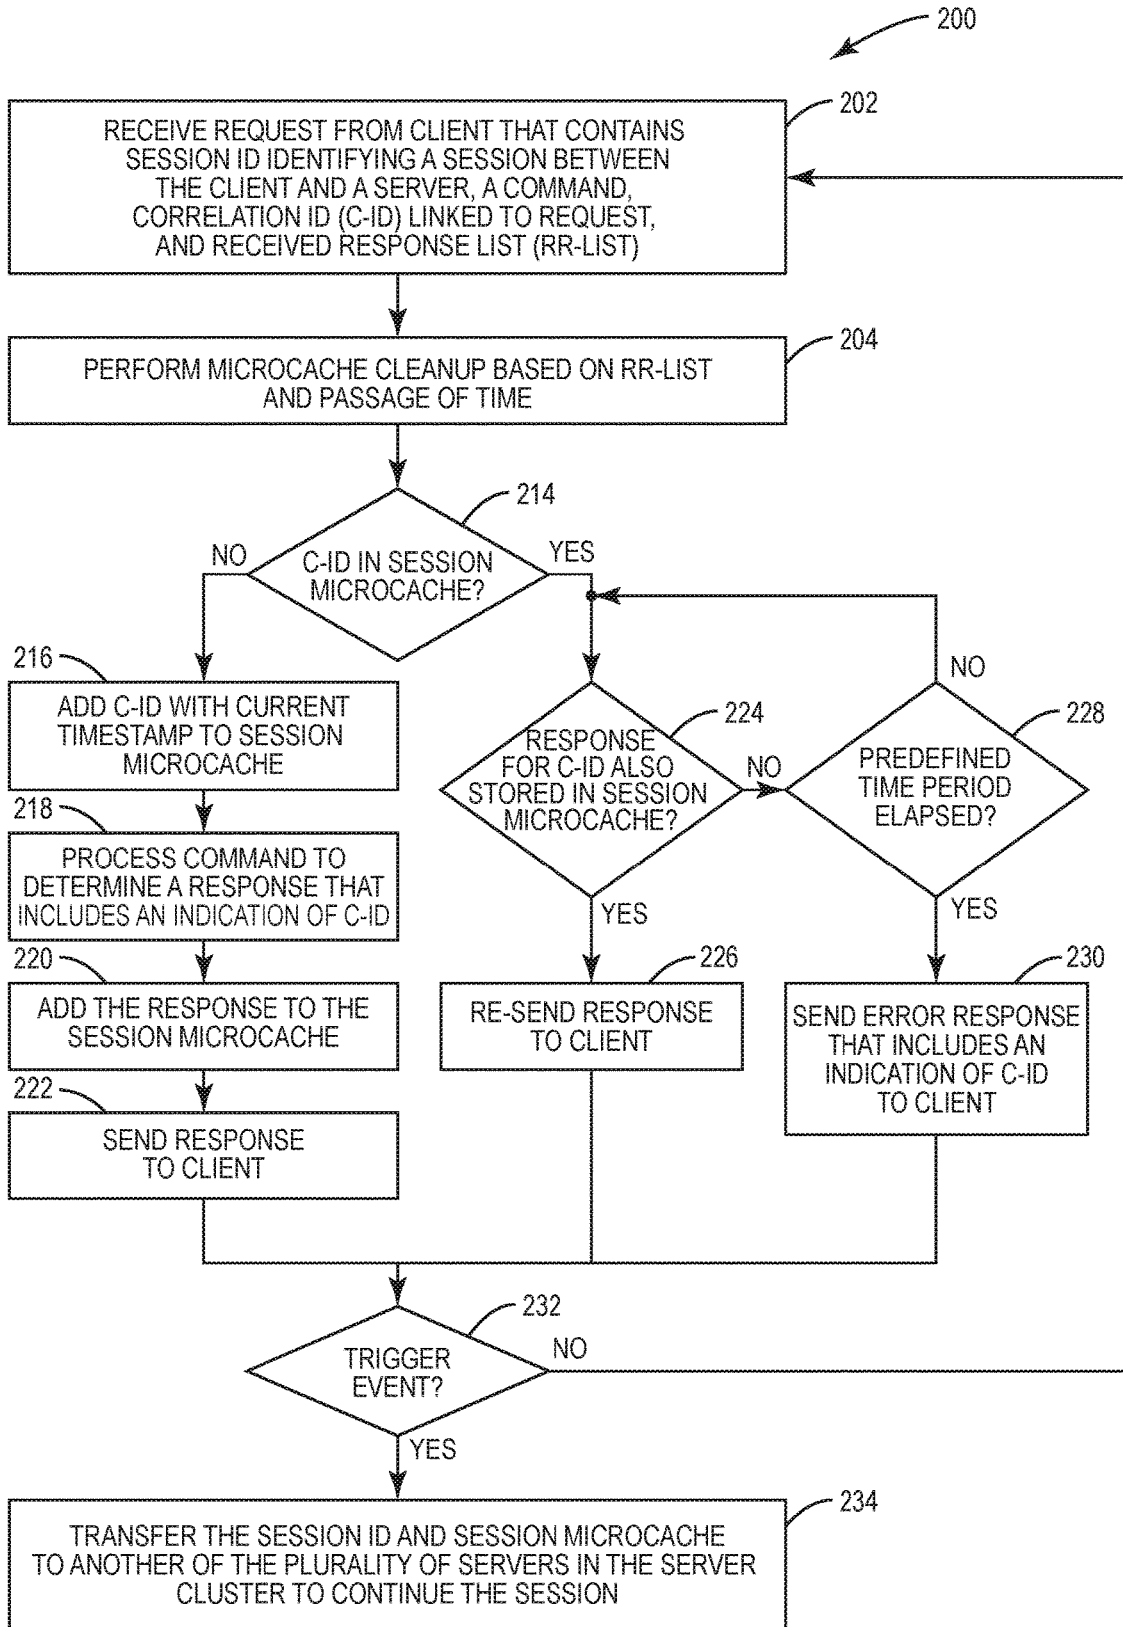 200
202
RECEIVE REQUEST FROM CLIENT THAT CONTAINS
SESSION ID IDENTIFYING A SESSION BETWEEN
THE CLIENT AND A SERVER, A COMMAND,
CORRELATION ID (C-ID) LINKED TO REQUEST,
AND RECEIVED RESPONSE LIST (RR-LIST)
204
PERFORM MICROCACHE CLEANUP BASED ON RR-LIST
AND PASSAGE OF TIME
214
NO
C-ID IN SESSION
MICROCACHE?
YES
216
ADD C-ID WITH CURRENT
TIMESTAMP TO SESSION
MICROCACHE
218
PROCESS COMMAND TO
DETERMINE A RESPONSE THAT
INCLUDES AN INDICATION OF C-ID
220
ADD THE RESPONSE TO THE
SESSION MICROCACHE
222
SEND RESPONSE
TO CLIENT
224
RESPONSE
FOR C-ID ALSO
STORED IN SESSION
MICROCACHE?
NO
YES
226
RE-SEND RESPONSE
TO CLIENT
NO
228
PREDEFINED
TIME PERIOD
ELAPSED?
YES
230
SEND ERROR RESPONSE
THAT INCLUDES AN
INDICATION OF C-ID
TO CLIENT
232
TRIGGER
EVENT?
NO
YES
234
TRANSFER THE SESSION ID AND SESSION MICROCACHE
TO ANOTHER OF THE PLURALITY OF SERVERS IN THE SERVER
CLUSTER TO CONTINUE THE SESSION